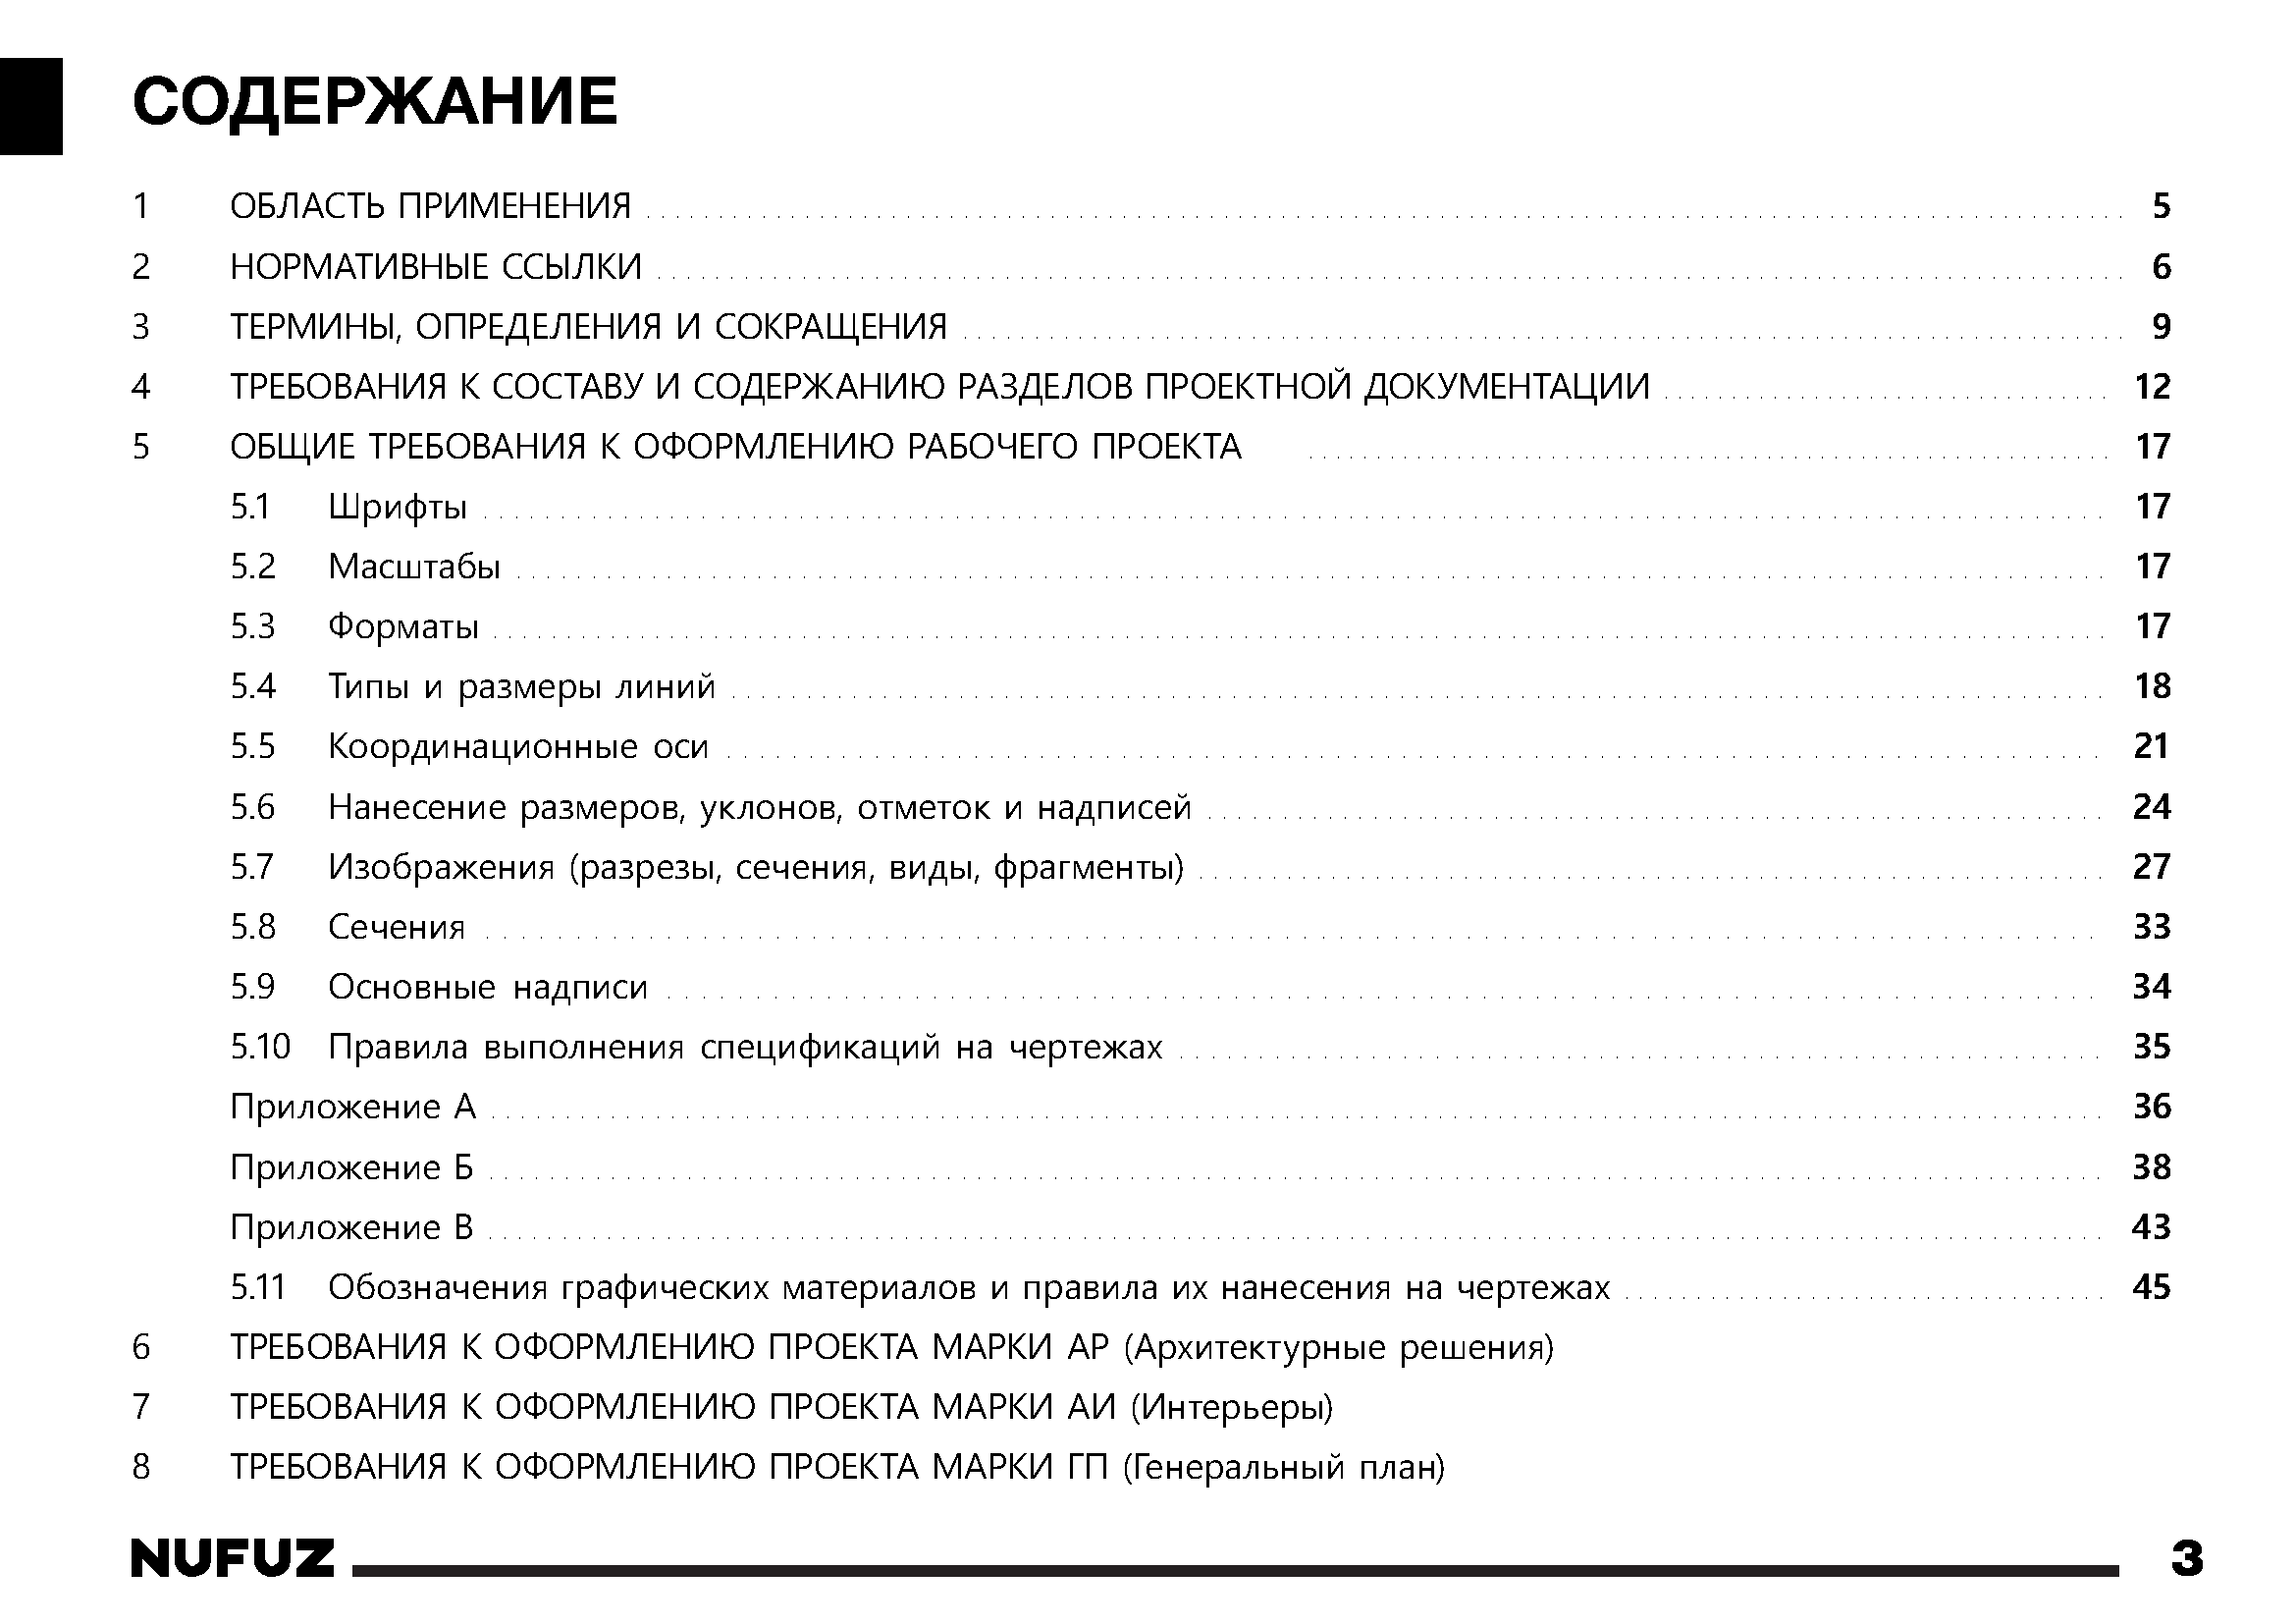 СОДЕРЖАНИЕ
1 ОБЛАСТЬ ПРИМЕНЕНИЯ 5
2 НОРМАТИВНЫЕ ССЫЛКИ 6
3 ТЕРМИНЫ, ОПРЕДЕЛЕНИЯ И СОКРАЩЕНИЯ 9
4 ТРЕБОВАНИЯ К СОСТАВУ И СОДЕРЖАНИЮ РАЗДЕЛОВ ПРОЕКТНОЙ ДОКУМЕНТАЦИИ 12
5 ОБЩИЕ ТРЕБОВАНИЯ К ОФОРМЛЕНИЮ РАБОЧЕГО ПРОЕКТА 17
5.1 Шрифты 17
5.2 Масштабы 17
5.3 Форматы 17
5.4 Типы и размеры линий 18
5.5 Координационные оси 21
5.6 Нанесение размеров, уклонов, отметок и надписей 24
5.7 Изображения (разрезы, сечения, виды, фрагменты) 27
5.8 Сечения 33
5.9 Основные надписи 34
5.10 Правила выполнения спецификаций на чертежах 35
Приложение А 36
Приложение Б 38
Приложение В 43
5.11 Обозначения графических материалов и правила их нанесения на чертежах 45
6 ТРЕБОВАНИЯ К ОФОРМЛЕНИЮ ПРОЕКТА МАРКИ АР (Архитектурные решения)
7 ТРЕБОВАНИЯ К ОФОРМЛЕНИЮ ПРОЕКТА МАРКИ АИ (Интерьеры)
8 ТРЕБОВАНИЯ К ОФОРМЛЕНИЮ ПРОЕКТА МАРКИ ГП (Генеральный план)
NUFUZ 3